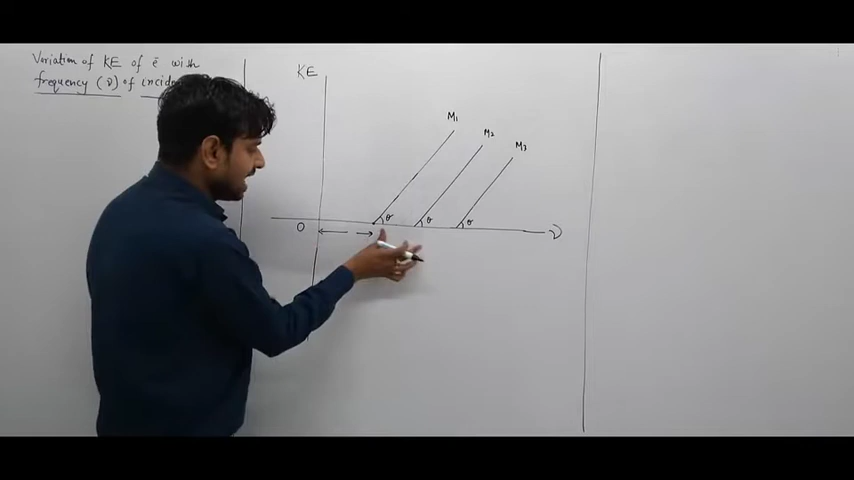 Variation of KE of ē with
frequency (ν) of incide
KE
M₁
M₂
M₃
θ
θ
θ
O
ν